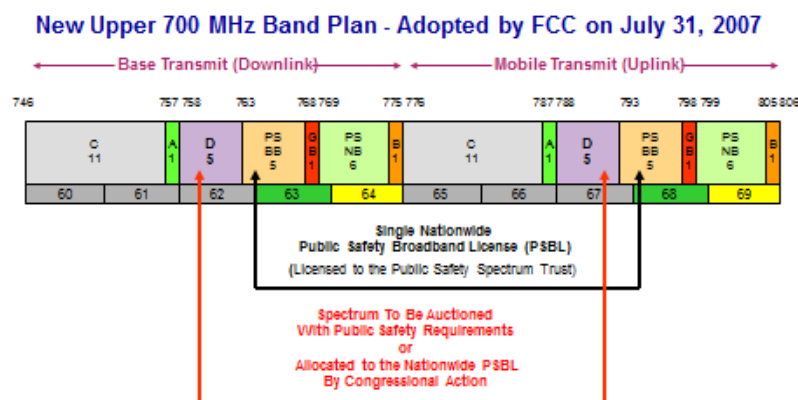 New Upper 700 MHz Band Plan - Adopted by FCC on July 31, 2007
Base Transmit (Downlink) Mobile Transmit (Uplink)
746 757 758 763 768 769 775 776 787 788 793 798 799 805 806
C 11 A 1 D 5 PS BB 5 GB 1 PS NB 6 B 1 C 11 A 1 D 5 PS BB 5 GB 1 PS NB 6 B 1
60 61 62 63 64 65 66 67 68 69
Single Nationwide
Public Safety Broadband License (PSBL)
(Licensed to the Public Safety Spectrum Trust)
Spectrum To Be Auctioned
With Public Safety Requirements
or
Allocated to the Nationwide PSBL
By Congressional Action